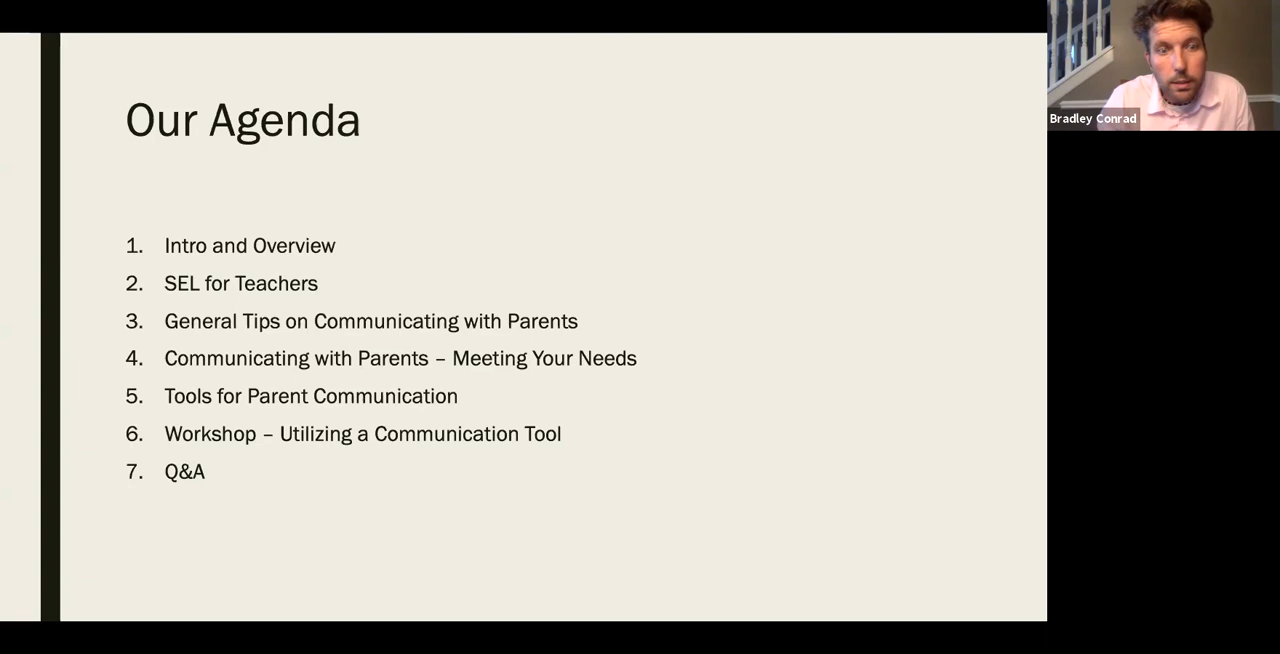 Our Agenda
1. Intro and Overview
2. SEL for Teachers
3. General Tips on Communicating with Parents
4. Communicating with Parents – Meeting Your Needs
5. Tools for Parent Communication
6. Workshop – Utilizing a Communication Tool
7. Q&A
Bradley Conrad